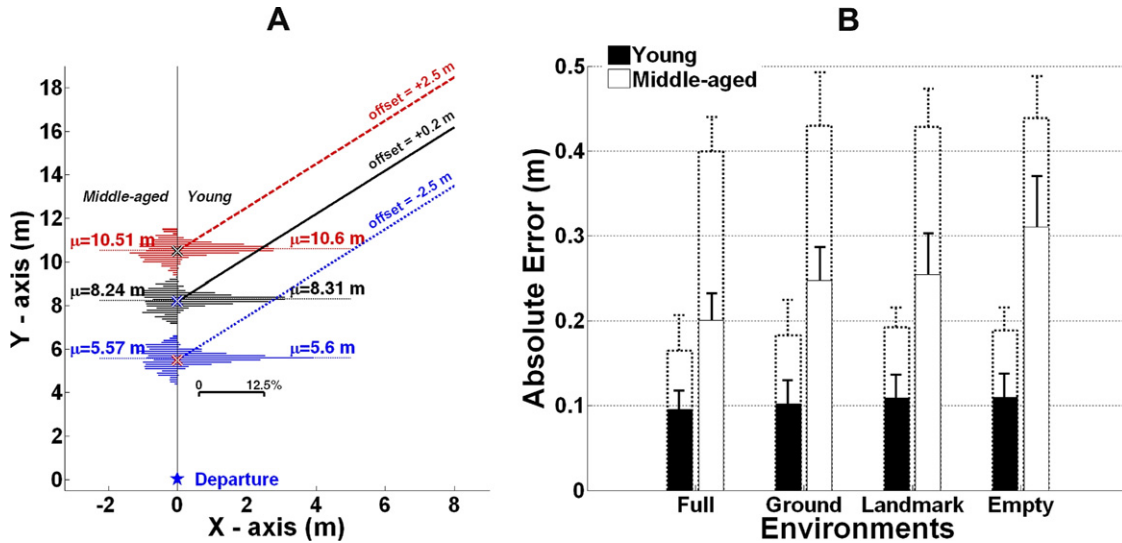 A
18
16
14
12
10
8
6
4
2
0
Y - axis (m)
offset = +2.5 m
offset = +0.2 m
offset = -2.5 m
Middle-aged
Young
μ=10.51 m
μ=10.6 m
μ=8.24 m
μ=8.31 m
μ=5.57 m
μ=5.6 m
0
12.5%
Departure
-2
0
2
4
6
8
X - axis (m)
B
Young
Middle-aged
0.5
0.4
0.3
0.2
0.1
0
Absolute Error (m)
Full
Ground
Landmark
Empty
Environments